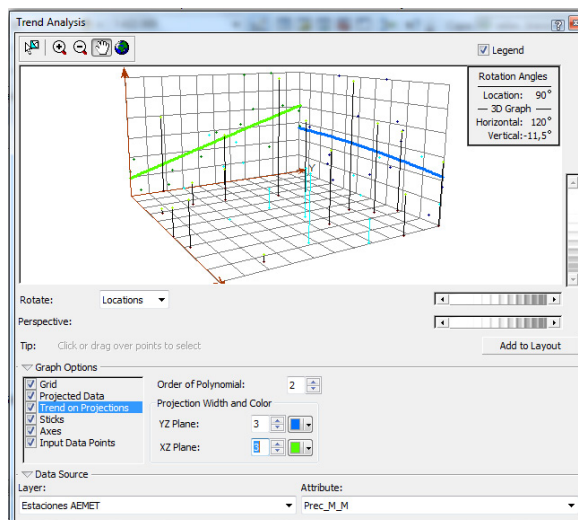 Trend Analysis
Legend
Rotation Angles
Location: 90°
3D Graph
Horizontal: 120°
Vertical:-11,5°
Y
Rotate: Locations
Perspective:
Tip: Click or drag over points to select
Add to Layout
Graph Options
Grid
Projected Data
Trend on Projections
Sticks
Axes
Input Data Points
Order of Polynomial: 2
Projection Width and Color
YZ Plane: 3
XZ Plane: 3
Data Source
Layer: Attribute:
Estaciones AEMET Prec_M_M